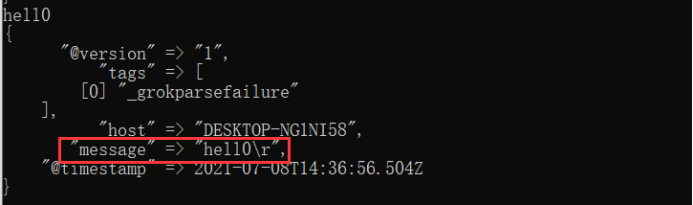 hell0
{
"@version" => "1",
"tags" => [
[0] "_grokparsefailure"
],
"host" => "DESKTOP-NG1NI58",
"message" => "hell0\r",
"@timestamp" => 2021-07-08T14:36:56.504Z
}